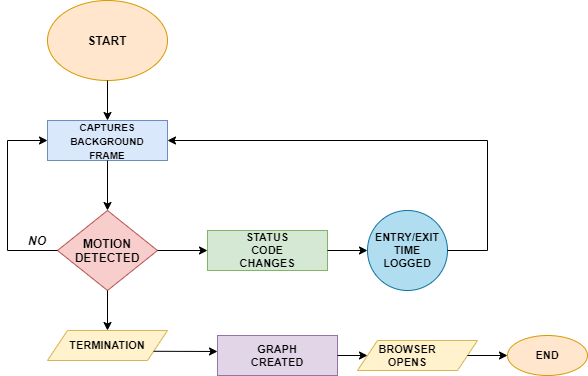 START
CAPTURES
BACKGROUND
FRAME
NO
MOTION
DETECTED
STATUS
CODE
CHANGES
ENTRY/EXIT
TIME
LOGGED
TERMINATION
GRAPH
CREATED
BROWSER
OPENS
END